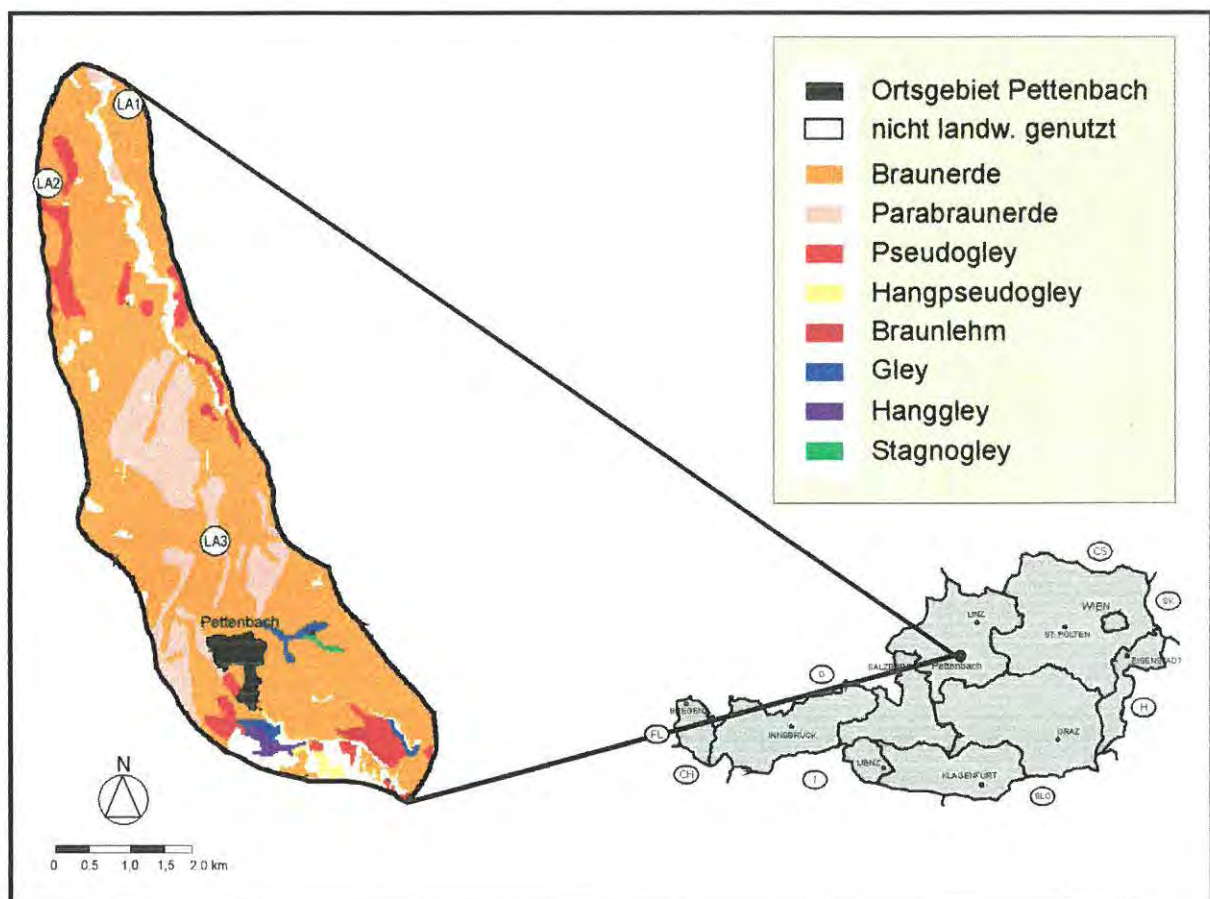 LA1
LA2
LA3
Pettenbach
N
0 0.5 1,0 1,5 2,0 km
Ortsgebiet Pettenbach
nicht landw. genutzt
Braunerde
Parabraunerde
Pseudogley
Hangpseudogley
Braunlehm
Gley
Hanggley
Stagnogley
CS
LINZ
WIEN
SK
ST. PÖLTEN
SALZBURG
Pettenbach
EISENSTADT
D
BREGENZ
H
FL
INNSBRUCK
GRAZ
LIENZ
CH
I
KLAGENFURT
SLO